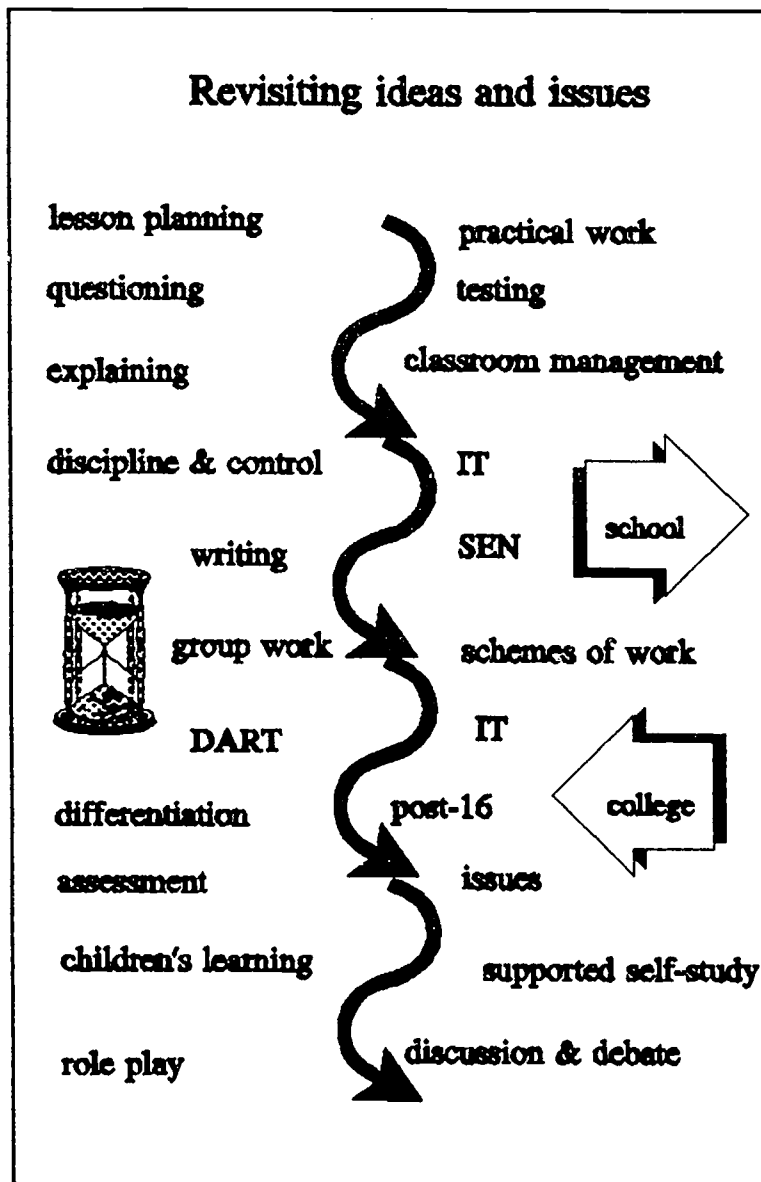 Revisiting ideas and issues
lesson planning
practical work
questioning
testing
explaining
classroom management
discipline & control
IT
school
writing
SEN
group work
schemes of work
DART
IT
differentiation
post-16
college
assessment
issues
children's learning
supported self-study
role play
discussion & debate